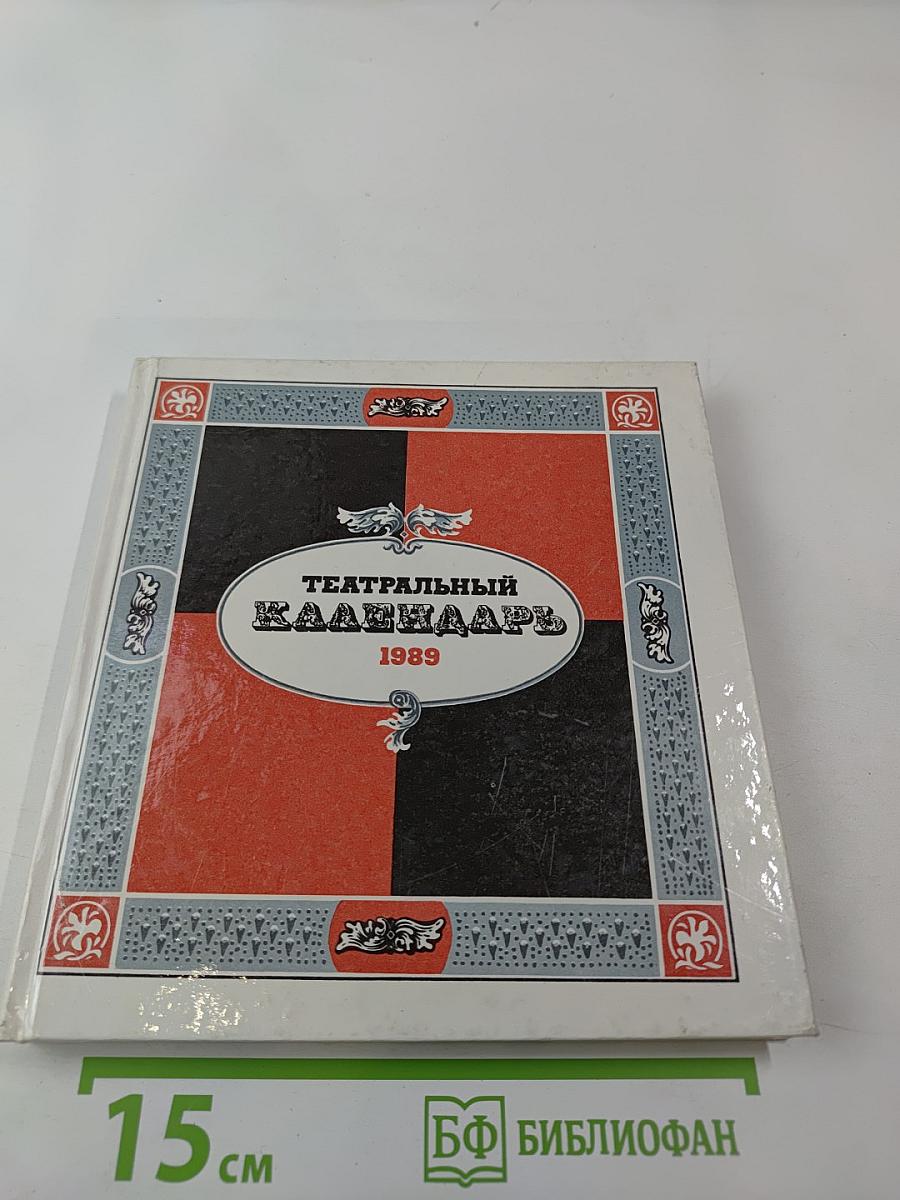 ТЕАТРАЛЬНЫЙ
КАЛЕНДАРЬ
1989
15 см
БФ БИБЛИОФАН